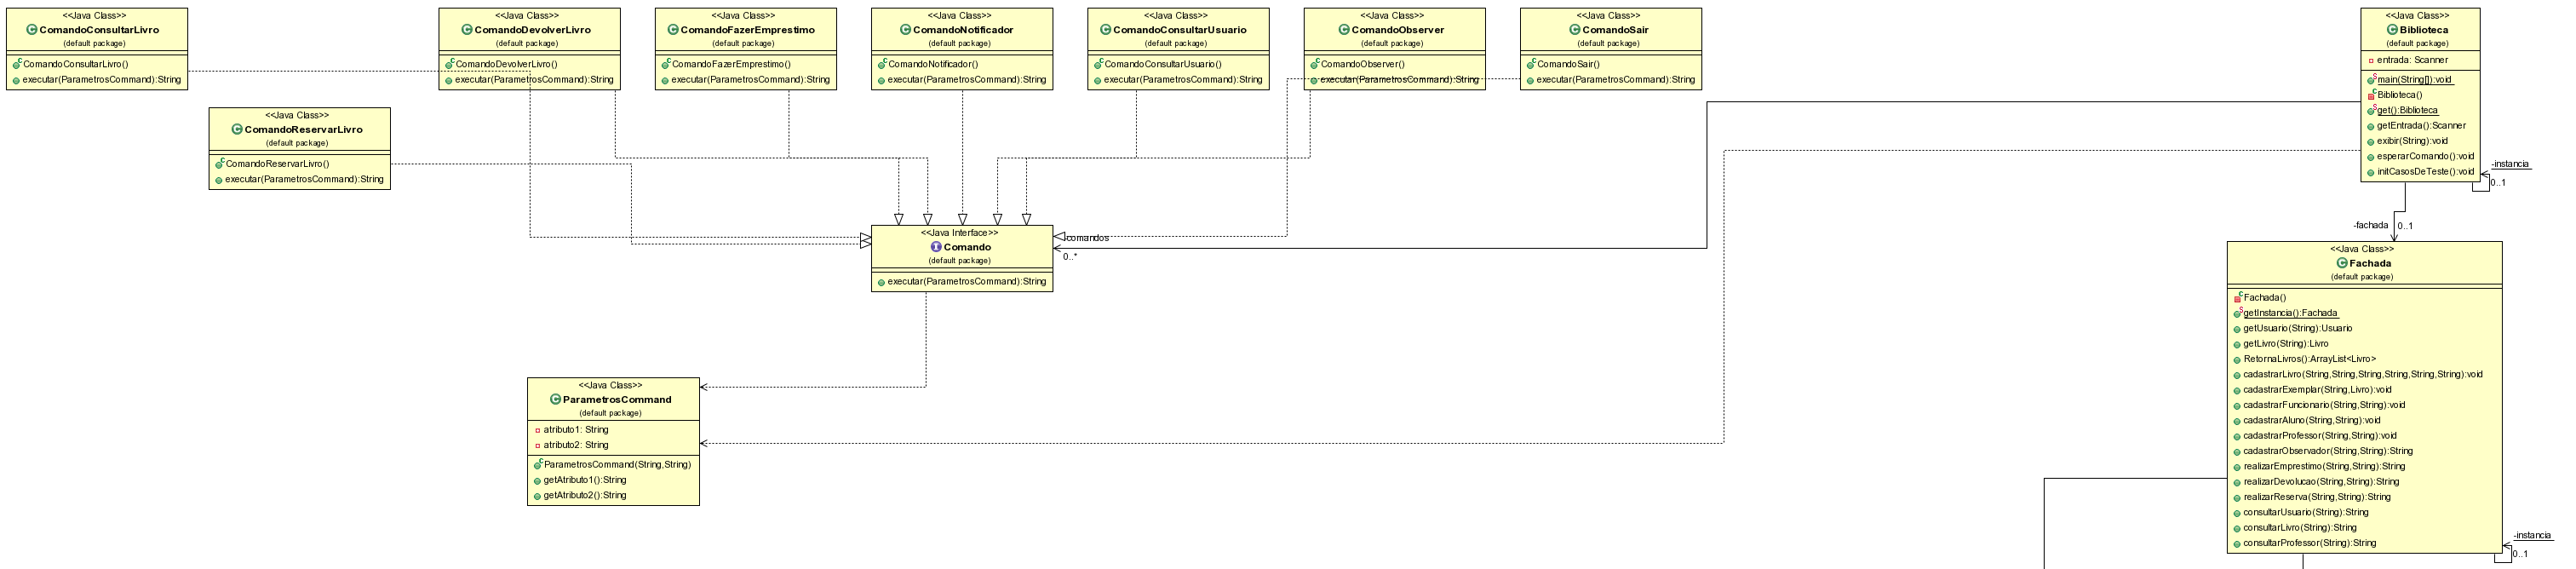 <<Java Class>>
ComandoConsultarLivro
(default package)
ComandoConsultarLivro()
executar(ParametrosCommand):String
<<Java Class>>
ComandoDevolverLivro
(default package)
ComandoDevolverLivro()
executar(ParametrosCommand):String
<<Java Class>>
ComandoFazerEmprestimo
(default package)
ComandoFazerEmprestimo()
executar(ParametrosCommand):String
<<Java Class>>
ComandoNotificador
(default package)
ComandoNotificador()
executar(ParametrosCommand):String
<<Java Class>>
ComandoConsultarUsuario
(default package)
ComandoConsultarUsuario()
executar(ParametrosCommand):String
<<Java Class>>
ComandoObserver
(default package)
ComandoObserver()
executar(ParametrosCommand):String
<<Java Class>>
ComandoSair
(default package)
ComandoSair()
executar(ParametrosCommand):String
<<Java Class>>
Biblioteca
(default package)
entrada: Scanner
main(String[]):void
Biblioteca()
get():Biblioteca
getEntrada():Scanner
exibir(String):void
esperarComando():void
initCasosDeTeste():void
-instancia
0..1
<<Java Class>>
ComandoReservarLivro
(default package)
ComandoReservarLivro()
executar(ParametrosCommand):String
<<Java Interface>>
Comando
(default package)
executar(ParametrosCommand):String
-comandos
0..*
-fachada
0..1
<<Java Class>>
Fachada
(default package)
Fachada()
getInstancia():Fachada
getUsuario(String):Usuario
getLivro(String):Livro
RetornaLivros():ArrayList<Livro>
cadastrarLivro(String,String,String,String,String,String):void
cadastrarExemplar(String,Livro):void
cadastrarFuncionario(String,String):void
cadastrarAluno(String,String):void
cadastrarProfessor(String,String):void
cadastrarObservador(String,String):String
realizarEmprestimo(String,String):String
realizarDevolucao(String,String):String
realizarReserva(String,String):String
consultarUsuario(String):String
consultarLivro(String):String
consultarProfessor(String):String
-instancia
0..1
<<Java Class>>
ParametrosCommand
(default package)
atributo1: String
atributo2: String
ParametrosCommand(String,String)
getAtributo1():String
getAtributo2():String